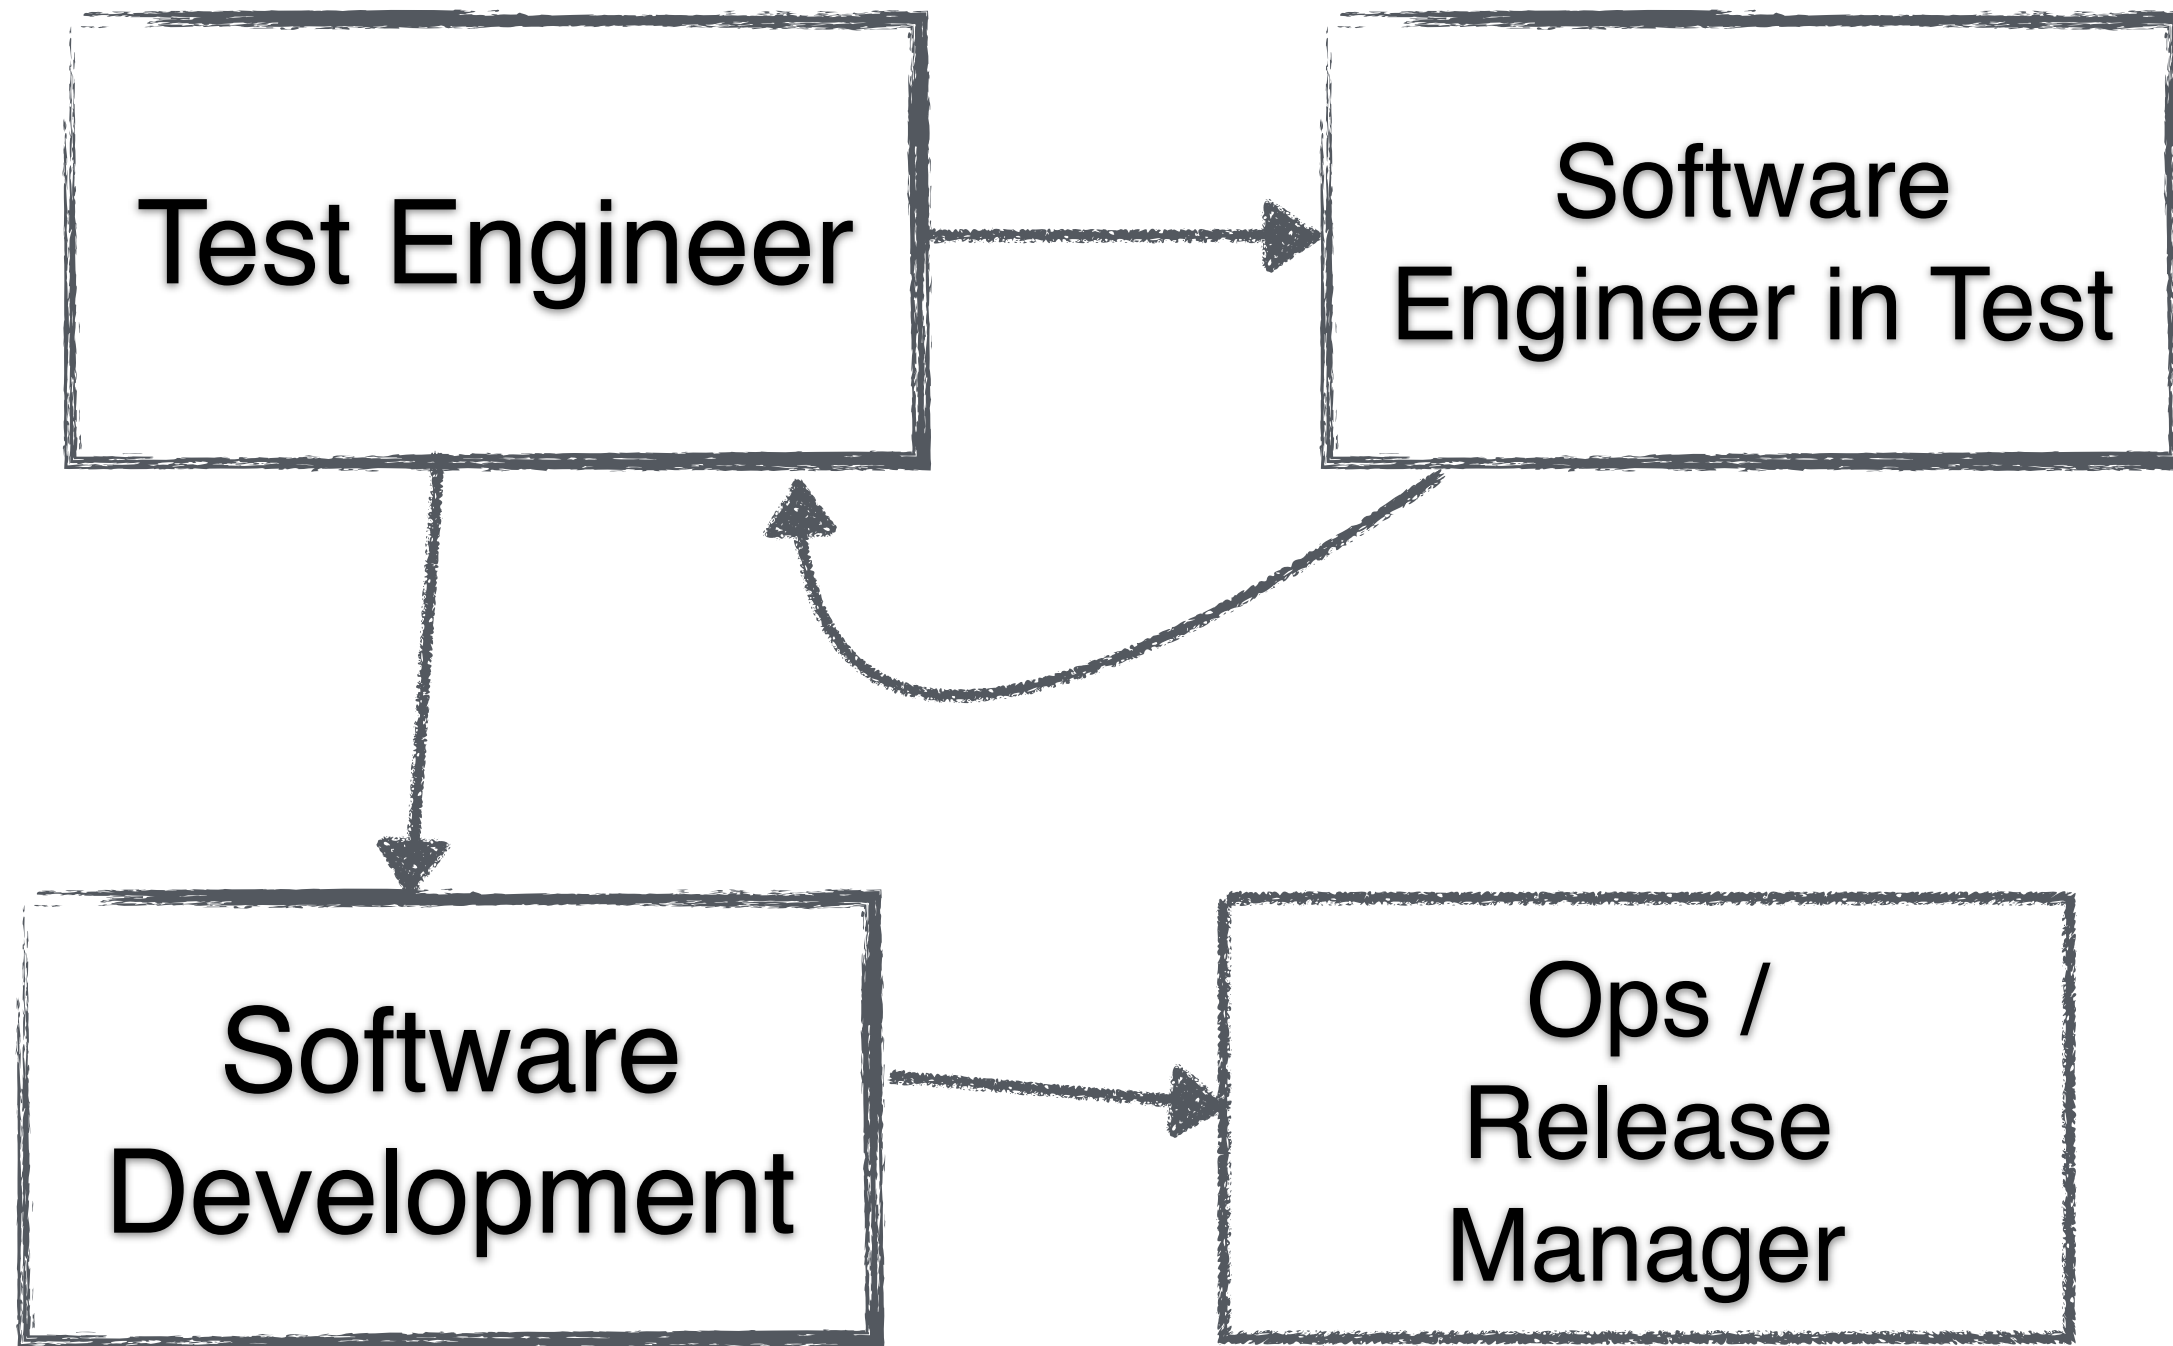 Test Engineer
Software
Engineer in Test
Software
Development
Ops /
Release
Manager